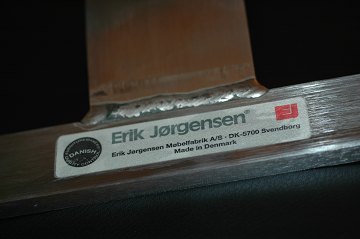 Erik Jørgensen®
Erik Jørgensen Møbelfabrik A/S · DK-5700 Svendborg
Made in Denmark
DANISH